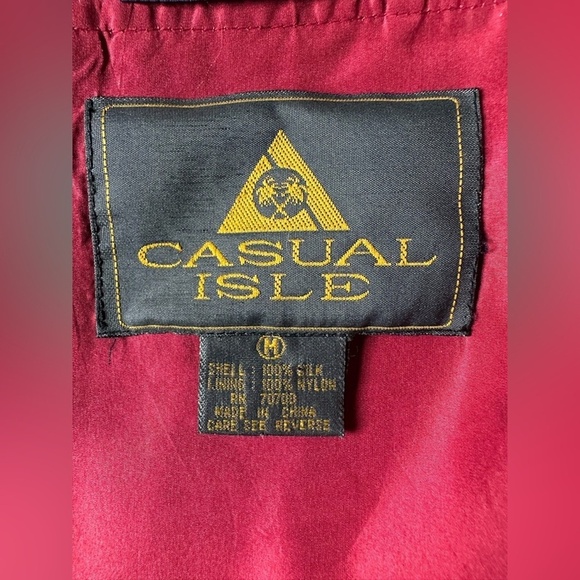 CASUAL
ISLE
M
SHELL : 100% SILK
LINING : 100% NYLON
RN 70700
MADE IN CHINA
CARE SEE REVERSE